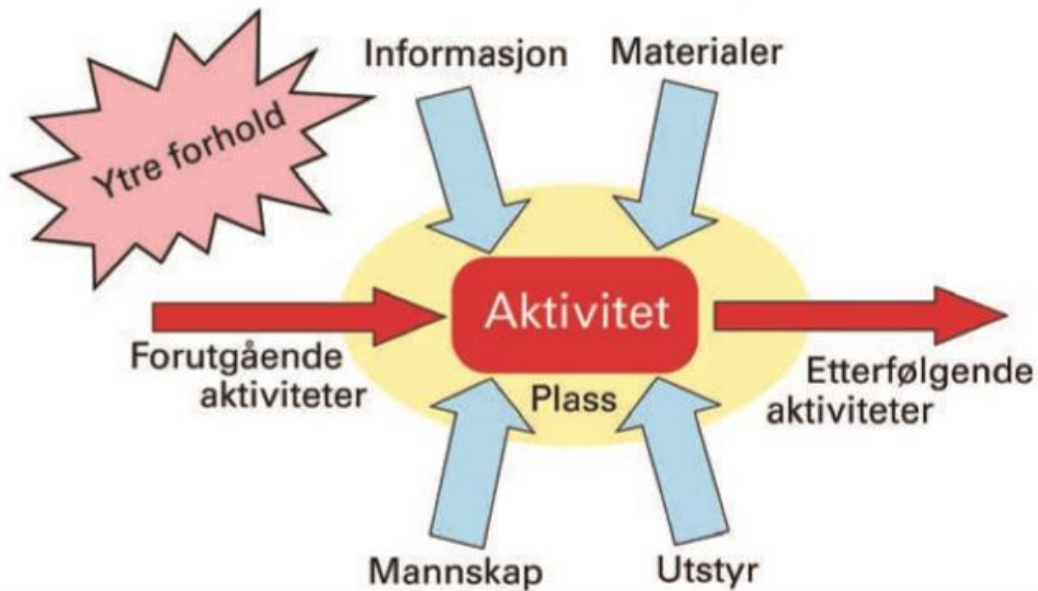 Informasjon
Materialer
Ytre forhold
Aktivitet
Forutgående
aktiviteter
Plass
Etterfølgende
aktiviteter
Mannskap
Utstyr